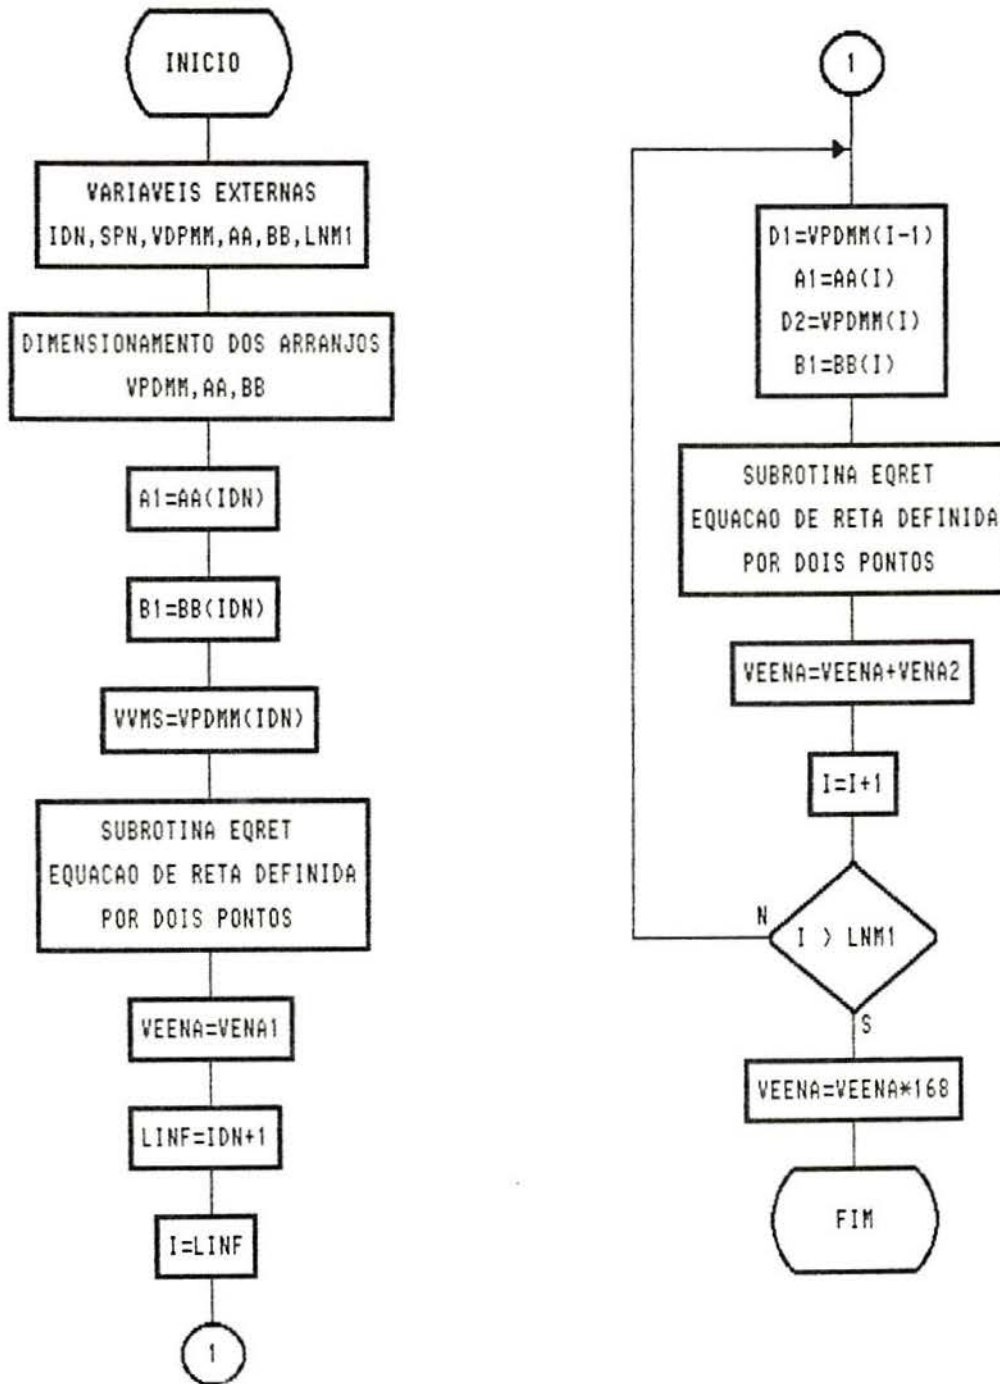 INICIO
VARIAVEIS EXTERNAS
IDN,SPN,VDPMM,AA,BB,LNM1
DIMENSIONAMENTO DOS ARRANJOS
VPDMM,AA,BB
A1=AA(IDN)
B1=BB(IDN)
VVMS=VPDMM(IDN)
SUBROTINA EQRET
EQUACAO DE RETA DEFINIDA
POR DOIS PONTOS
VEENA=VENA1
LINF=IDN+1
I=LINF
1
1
D1=VPDMM(I-1)
A1=AA(I)
D2=VPDMM(I)
B1=BB(I)
SUBROTINA EQRET
EQUACAO DE RETA DEFINIDA
POR DOIS PONTOS
VEENA=VEENA+VENA2
I=I+1
N
I > LNM1
S
VEENA=VEENA*168
FIM